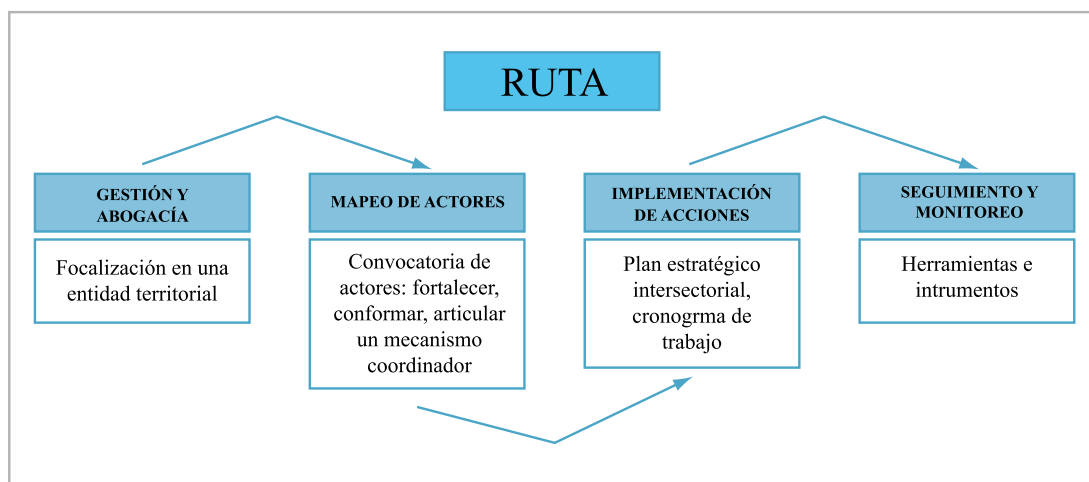 RUTA
GESTIÓN Y
ABOGACÍA
Focalización en una
entidad territorial
MAPEO DE ACTORES
Convocatoria de
actores: fortalecer,
conformar, articular
un mecanismo
coordinador
IMPLEMENTACIÓN
DE ACCIONES
Plan estratégico
intersectorial,
cronogrma de
trabajo
SEGUIMIENTO Y
MONITOREO
Herramientas e
intrumentos